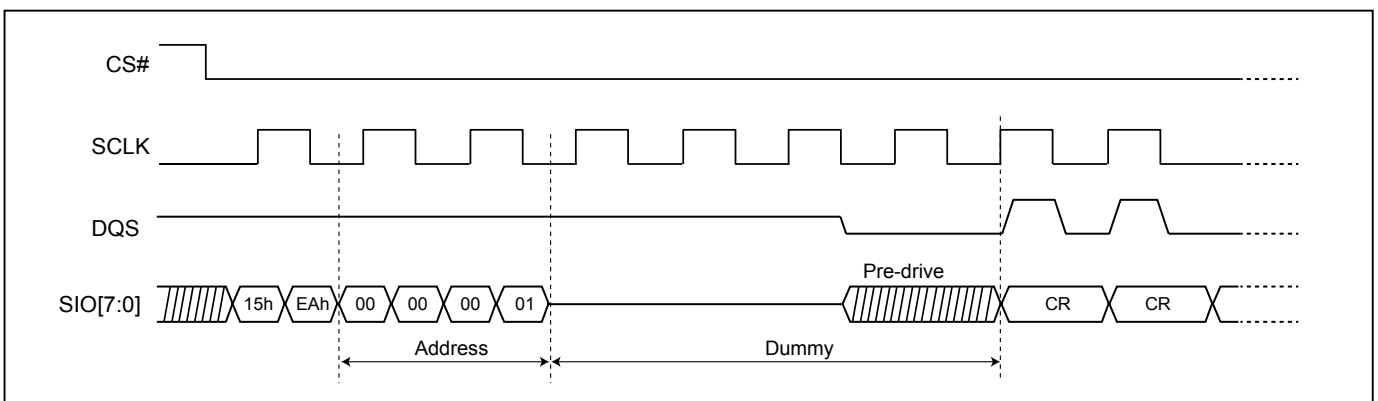 CS#
SCLK
DQS
Pre-drive
SIO[7:0] 15h EAh 00 00 00 01 CR CR
Address Dummy